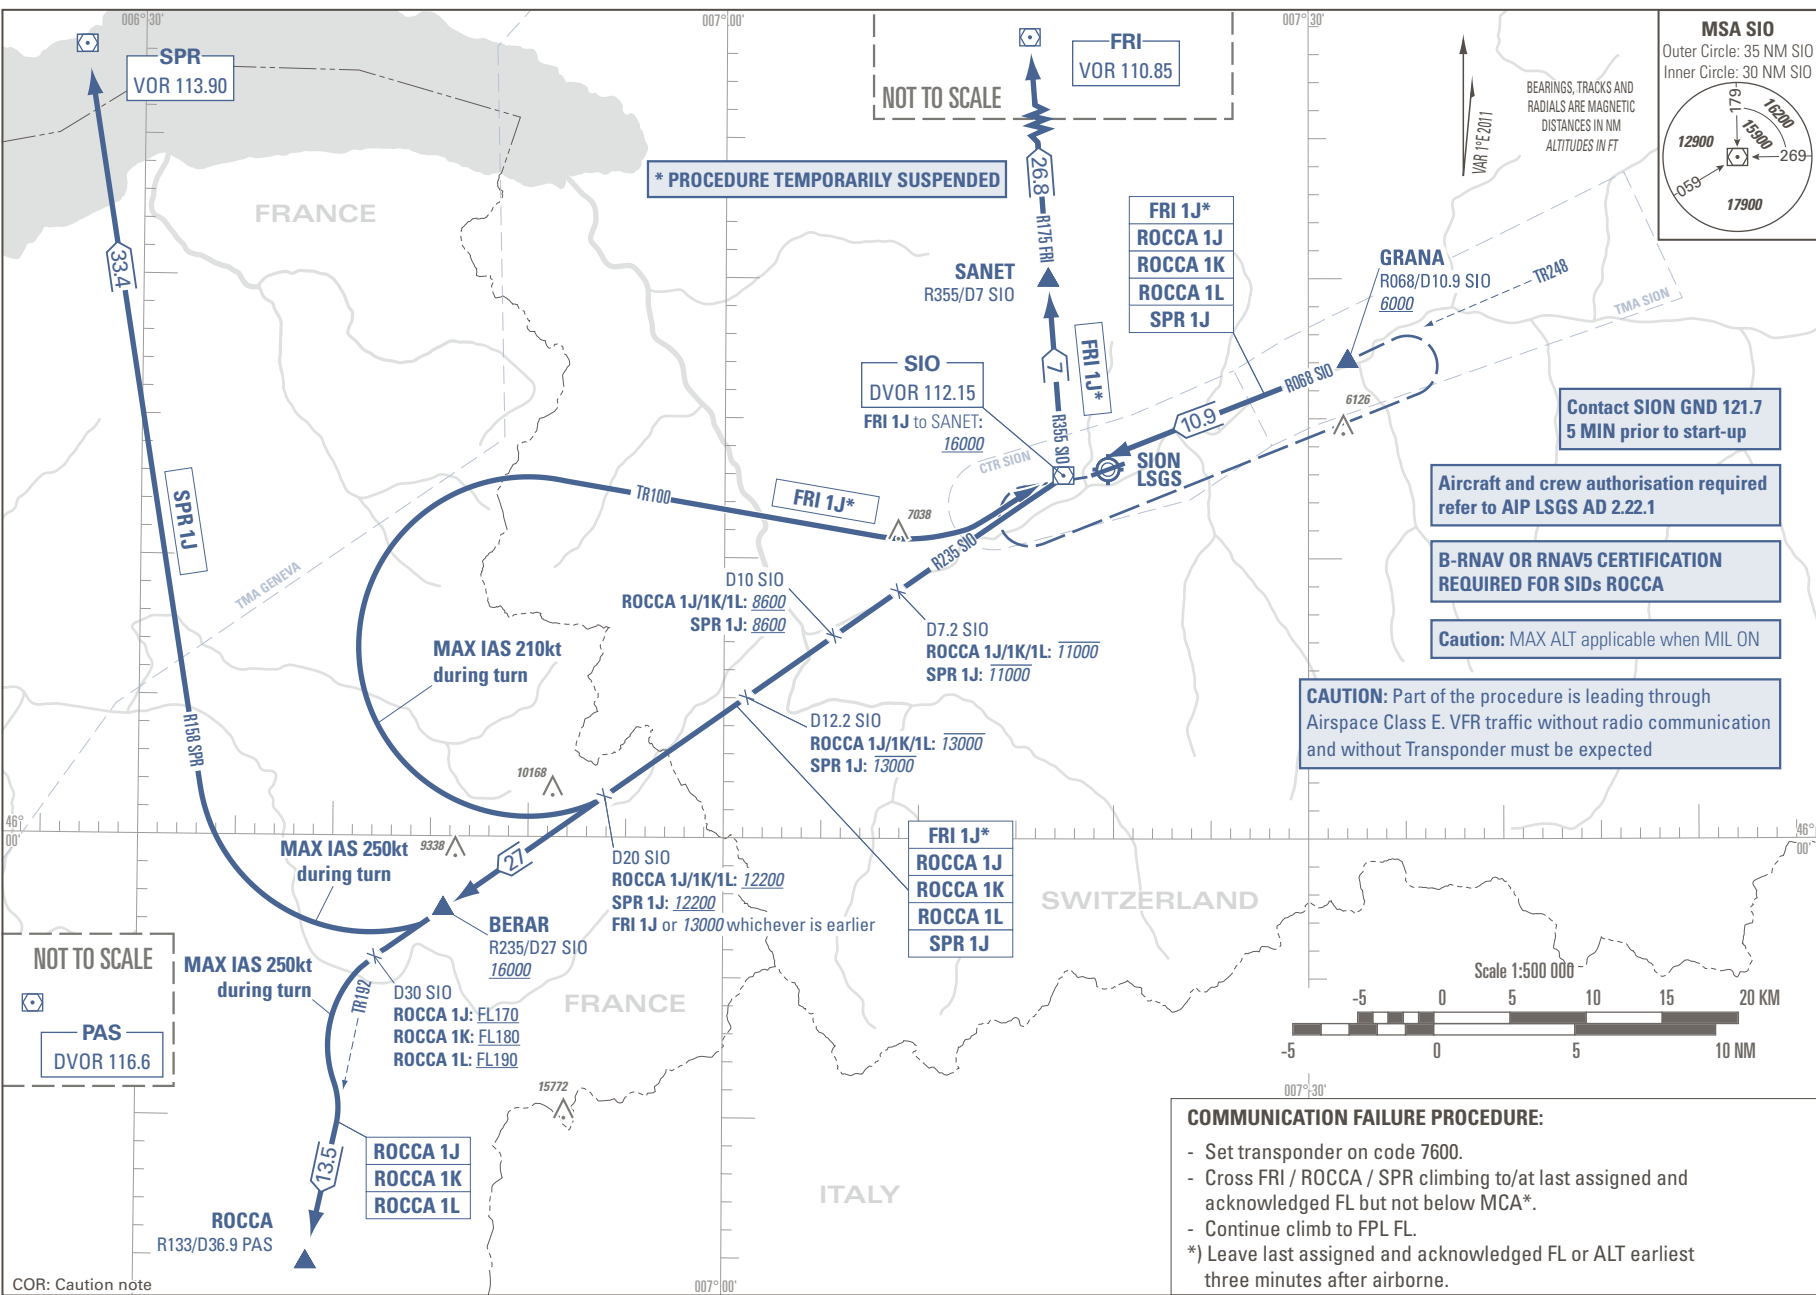 006°30'
007°00'
007°30'
SPR
VOR 113.90
FRI
VOR 110.85
NOT TO SCALE
VAR 1°E 2011
BEARINGS, TRACKS AND
RADIALS ARE MAGNETIC
DISTANCES IN NM
ALTITUDES IN FT
MSA SIO
Outer Circle: 35 NM SIO
Inner Circle: 30 NM SIO
179
16200
15900
12900
269
059
17900
* PROCEDURE TEMPORARILY SUSPENDED
FRANCE
26.8
R175 FRI
33.4
SANET
R355/D7 SIO
FRI 1J*
ROCCA 1J
ROCCA 1K
ROCCA 1L
SPR 1J
GRANA
R068/D10.9 SIO
6000
TR248
TMA SION
SIO
DVOR 112.15
FRI 1J to SANET:
16000
7
FRI 1J*
R355 SIO
R068 SIO
10.9
6126
CTR SION
SION
LSGS
Contact SION GND 121.7
5 MIN prior to start-up
Aircraft and crew authorisation required
refer to AIP LSGS AD 2.22.1
B-RNAV OR RNAV5 CERTIFICATION
REQUIRED FOR SIDs ROCCA
Caution: MAX ALT applicable when MIL ON
CAUTION: Part of the procedure is leading through
Airspace Class E. VFR traffic without radio communication
and without Transponder must be expected
SPR 1J
TR100
FRI 1J*
7038
R235 SIO
TMA GENEVA
D10 SIO
ROCCA 1J/1K/1L: 8600
SPR 1J: 8600
D7.2 SIO
ROCCA 1J/1K/1L: 11000
SPR 1J: 11000
MAX IAS 210kt
during turn
R158 SPR
D12.2 SIO
ROCCA 1J/1K/1L: 13000
SPR 1J: 13000
10168
46°
00'
46°
00'
9338
MAX IAS 250kt
during turn
27
D20 SIO
ROCCA 1J/1K/1L: 12200
SPR 1J: 12200
FRI 1J or 13000 whichever is earlier
FRI 1J*
ROCCA 1J
ROCCA 1K
ROCCA 1L
SPR 1J
SWITZERLAND
BERAR
R235/D27 SIO
16000
NOT TO SCALE
PAS
DVOR 116.6
MAX IAS 250kt
during turn
TR192
D30 SIO
ROCCA 1J: FL170
ROCCA 1K: FL180
ROCCA 1L: FL190
FRANCE
15772
Scale 1:500 000
-5 0 5 10 15 20 KM
-5 0 5 10 NM
007°30'
13.5
ROCCA 1J
ROCCA 1K
ROCCA 1L
ITALY
ROCCA
R133/D36.9 PAS
COR: Caution note
007°00'
COMMUNICATION FAILURE PROCEDURE:
- Set transponder on code 7600.
- Cross FRI / ROCCA / SPR climbing to/at last assigned and
acknowledged FL but not below MCA*.
- Continue climb to FPL FL.
*) Leave last assigned and acknowledged FL or ALT earliest
three minutes after airborne.